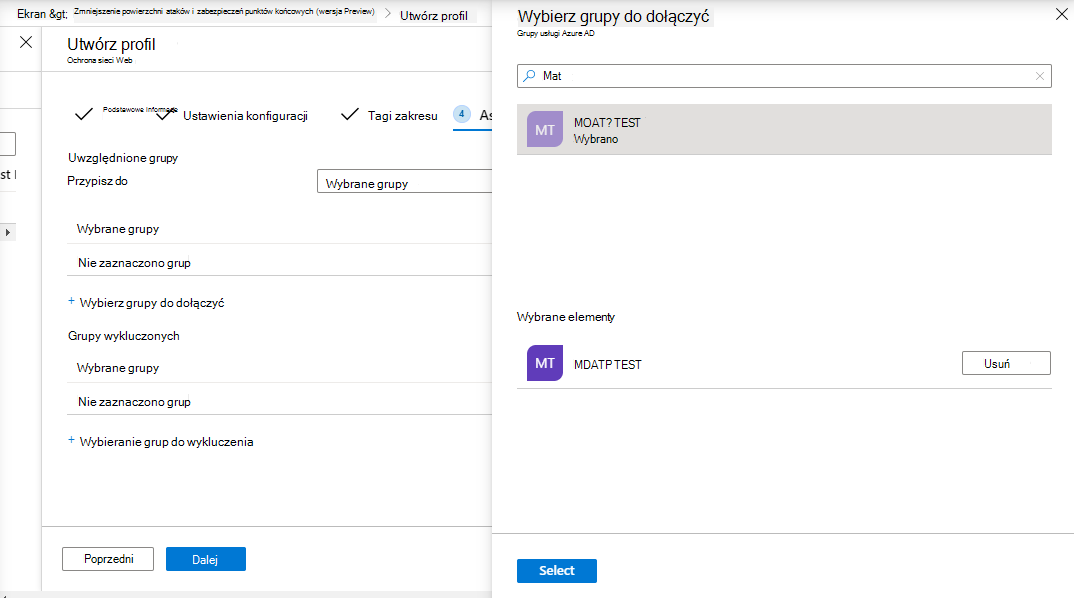 Ekran &gt; Zmniejszenie powierzchni ataków i zabezpieczeń punktów końcowych (wersja Preview) > Utwórz profil
Utwórz profil
Ochrona sieci Web
Podstawowe informacje
Ustawienia konfiguracji
Tagi zakresu
4 As
st
Uwzględnione grupy
Przypisz do
Wybrane grupy
Wybrane grupy
Nie zaznaczono grup
+ Wybierz grupy do dołączyć
Grupy wykluczonych
Wybrane grupy
Nie zaznaczono grup
+ Wybieranie grup do wykluczenia
Poprzedni
Dalej
Wybierz grupy do dołączyć
Grupy usługi Azure AD
Mat
MT
MOAT? TEST
Wybrano
Wybrane elementy
MT
MDATP TEST
Usuń
Select